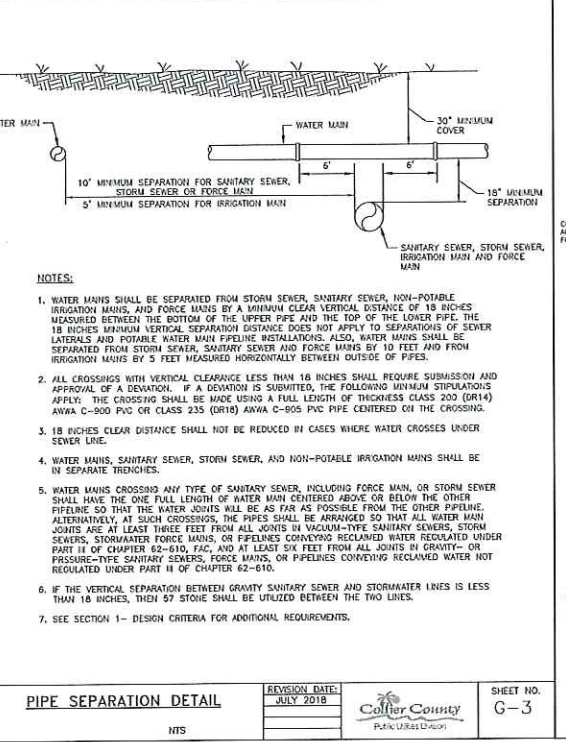 TER MAIN
WATER MAIN
30" MINIMUM
COVER
6'
6'
10' MINIMUM SEPARATION FOR SANITARY SEWER,
STORM SEWER OR FORCE MAIN
5' MINIMUM SEPARATION FOR IRRIGATION MAIN
18" MINIMUM
SEPARATION
SANITARY SEWER, STORM SEWER,
IRRIGATION MAIN AND FORCE
MAIN
NOTES:
1. WATER MAINS SHALL BE SEPARATED FROM STORM SEWER, SANITARY SEWER, NON-POTABLE
IRRIGATION MAINS, AND FORCE MAINS BY A MINIMUM CLEAR VERTICAL DISTANCE OF 18 INCHES
MEASURED BETWEEN THE BOTTOM OF THE UPPER PIPE AND THE TOP OF THE LOWER PIPE. THE
18 INCHES MINIMUM VERTICAL SEPARATION DISTANCE DOES NOT APPLY TO SEPARATIONS OF SEWER
LATERALS AND POTABLE WATER MAIN PIPELINE INSTALLATIONS. ALSO, WATER MAINS SHALL BE
SEPARATED FROM STORM SEWER, SANITARY SEWER AND FORCE MAINS BY 10 FEET AND FROM
IRRIGATION MAINS BY 5 FEET MEASURED HORIZONTALLY BETWEEN OUTSIDE OF PIPES.
2. ALL CROSSINGS WITH VERTICAL CLEARANCE LESS THAN 18 INCHES SHALL REQUIRE SUBMISSION AND
APPROVAL OF A DEVIATION. IF A DEVIATION IS SUBMITTED, THE FOLLOWING MINIMUM STIPULATIONS
APPLY: THE CROSSING SHALL BE MADE USING A FULL LENGTH OF THICKNESS CLASS 200 (DR14)
AWWA C-900 PVC OR CLASS 235 (DR18) AWWA C-905 PVC PIPE CENTERED ON THE CROSSING.
3. 18 INCHES CLEAR DISTANCE SHALL NOT BE REDUCED IN CASES WHERE WATER CROSSES UNDER
SEWER LINE.
4. WATER MAINS, SANITARY SEWER, STORM SEWER, AND NON-POTABLE IRRIGATION MAINS SHALL BE
IN SEPARATE TRENCHES.
5. WATER MAINS CROSSING ANY TYPE OF SANITARY SEWER, INCLUDING FORCE MAIN, OR STORM SEWER
SHALL HAVE THE ONE FULL LENGTH OF WATER MAIN CENTERED ABOVE OR BELOW THE OTHER
PIPELINE SO THAT THE WATER JOINTS WILL BE AS FAR AS POSSIBLE FROM THE OTHER PIPELINE.
ALTERNATIVELY, AT SUCH CROSSINGS, THE PIPES SHALL BE ARRANGED SO THAT ALL WATER MAIN
JOINTS ARE AT LEAST THREE FEET FROM ALL JOINTS IN VACUUM-TYPE SANITARY SEWERS, STORM
SEWERS, STORMWATER FORCE MAINS, OR PIPELINES CONVEYING RECLAIMED WATER REGULATED UNDER
PART III OF CHAPTER 62-610, FAC, AND AT LEAST SIX FEET FROM ALL JOINTS IN GRAVITY- OR
PRSSURE-TYPE SANITARY SEWERS, FORCE MAINS, OR PIPELINES CONVEYING RECLAIMED WATER NOT
REGULATED UNDER PART III OF CHAPTER 62-610.
6. IF THE VERTICAL SEPARATION BETWEEN GRAVITY SANITARY SEWER AND STORMWATER LINES IS LESS
THAN 18 INCHES, THEN 57 STONE SHALL BE UTILIZED BETWEEN THE TWO LINES.
7. SEE SECTION 1- DESIGN CRITERIA FOR ADDITIONAL REQUIREMENTS.
PIPE SEPARATION DETAIL
NTS
REVISION DATE:
JULY 2018
Collier County
Public Utilities Division
SHEET NO.
G-3